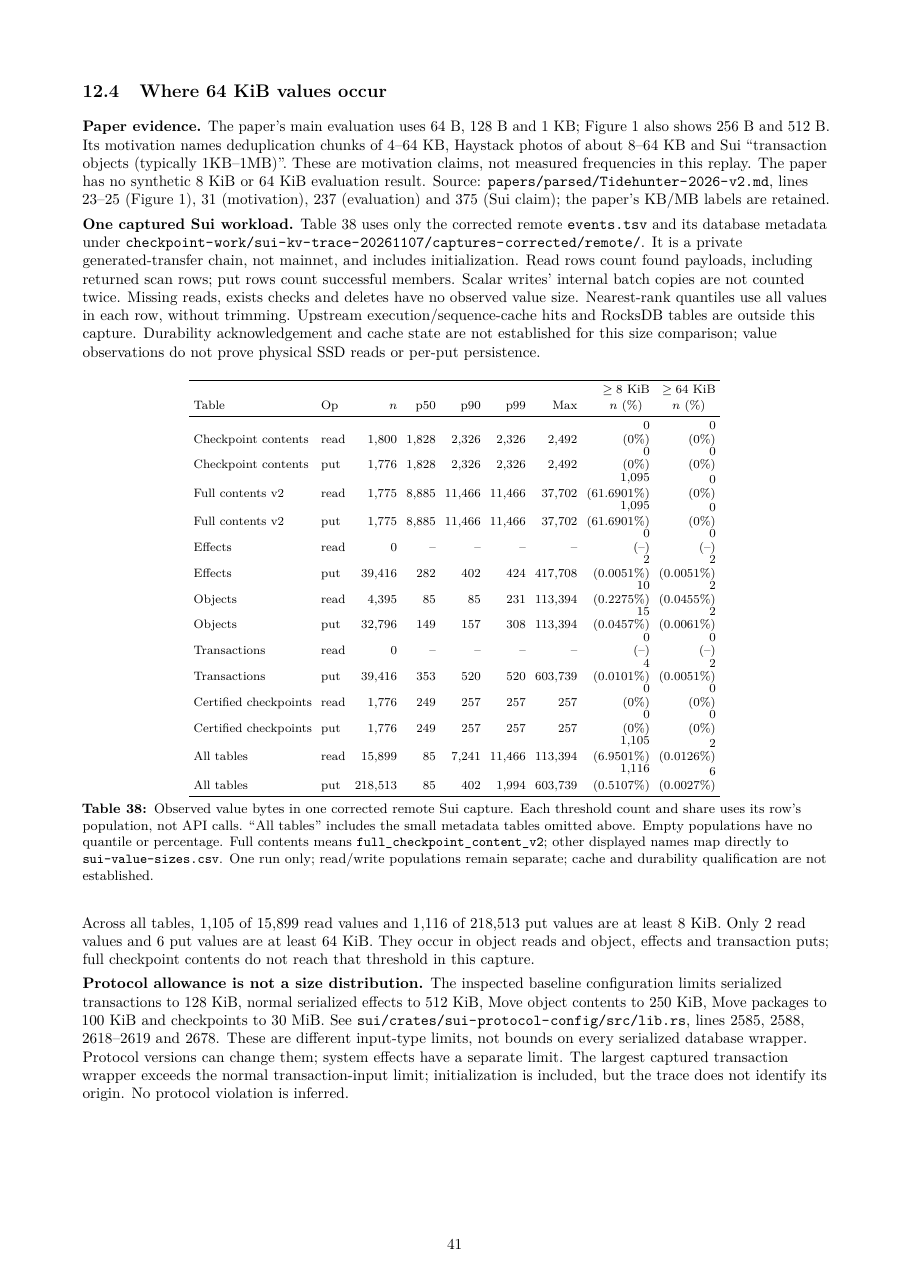 12.4 Where 64 KiB values occur
Paper evidence. The paper's main evaluation uses 64 B, 128 B and 1 KB; Figure 1 also shows 256 B and 512 B.
Its motivation names deduplication chunks of 4–64 KB, Haystack photos of about 8–64 KB and Sui “transaction
objects (typically 1KB–1MB)”. These are motivation claims, not measured frequencies in this replay. The paper
has no synthetic 8 KiB or 64 KiB evaluation result. Source: papers/parsed/Tidehunter-2026-v2.md, lines
23–25 (Figure 1), 31 (motivation), 237 (evaluation) and 375 (Sui claim); the paper's KB/MB labels are retained.
One captured Sui workload. Table 38 uses only the corrected remote events.tsv and its database metadata
under checkpoint-work/sui-kv-trace-20261107/captures-corrected/remote/. It is a private
generated-transfer chain, not mainnet, and includes initialization. Read rows count found payloads, including
returned scan rows; put rows count successful members. Scalar writes' internal batch copies are not counted
twice. Missing reads, exists checks and deletes have no observed value size. Nearest-rank quantiles use all values
in each row, without trimming. Upstream execution/sequence-cache hits and RocksDB tables are outside this
capture. Durability acknowledgement and cache state are not established for this size comparison; value
observations do not prove physical SSD reads or per-put persistence.
≥ 8 KiB ≥ 64 KiB
Table Op n p50 p90 p99 Max n (%) n (%)
0 0
Checkpoint contents read 1,800 1,828 2,326 2,326 2,492 (0%) (0%)
0 0
Checkpoint contents put 1,776 1,828 2,326 2,326 2,492 (0%) (0%)
1,095 0
Full contents v2 read 1,775 8,885 11,466 11,466 37,702 (61.6901%) (0%)
1,095 0
Full contents v2 put 1,775 8,885 11,466 11,466 37,702 (61.6901%) (0%)
0 0
Effects read 0 – – – – (–) (–)
2 2
Effects put 39,416 282 402 424 417,708 (0.0051%) (0.0051%)
10 2
Objects read 4,395 85 85 231 113,394 (0.2275%) (0.0455%)
15 2
Objects put 32,796 149 157 308 113,394 (0.0457%) (0.0061%)
0 0
Transactions read 0 – – – – (–) (–)
4 2
Transactions put 39,416 353 520 520 603,739 (0.0101%) (0.0051%)
0 0
Certified checkpoints read 1,776 249 257 257 257 (0%) (0%)
0 0
Certified checkpoints put 1,776 249 257 257 257 (0%) (0%)
1,105 2
All tables read 15,899 85 7,241 11,466 113,394 (6.9501%) (0.0126%)
1,116 6
All tables put 218,513 85 402 1,994 603,739 (0.5107%) (0.0027%)
Table 38: Observed value bytes in one corrected remote Sui capture. Each threshold count and share uses its row's
population, not API calls. “All tables” includes the small metadata tables omitted above. Empty populations have no
quantile or percentage. Full contents means full_checkpoint_content_v2; other displayed names map directly to
sui-value-sizes.csv. One run only; read/write populations remain separate; cache and durability qualification are not
established.
Across all tables, 1,105 of 15,899 read values and 1,116 of 218,513 put values are at least 8 KiB. Only 2 read
values and 6 put values are at least 64 KiB. They occur in object reads and object, effects and transaction puts;
full checkpoint contents do not reach that threshold in this capture.
Protocol allowance is not a size distribution. The inspected baseline configuration limits serialized
transactions to 128 KiB, normal serialized effects to 512 KiB, Move object contents to 250 KiB, Move packages to
100 KiB and checkpoints to 30 MiB. See sui/crates/sui-protocol-config/src/lib.rs, lines 2585, 2588,
2618–2619 and 2678. These are different input-type limits, not bounds on every serialized database wrapper.
Protocol versions can change them; system effects have a separate limit. The largest captured transaction
wrapper exceeds the normal transaction-input limit; initialization is included, but the trace does not identify its
origin. No protocol violation is inferred.
41